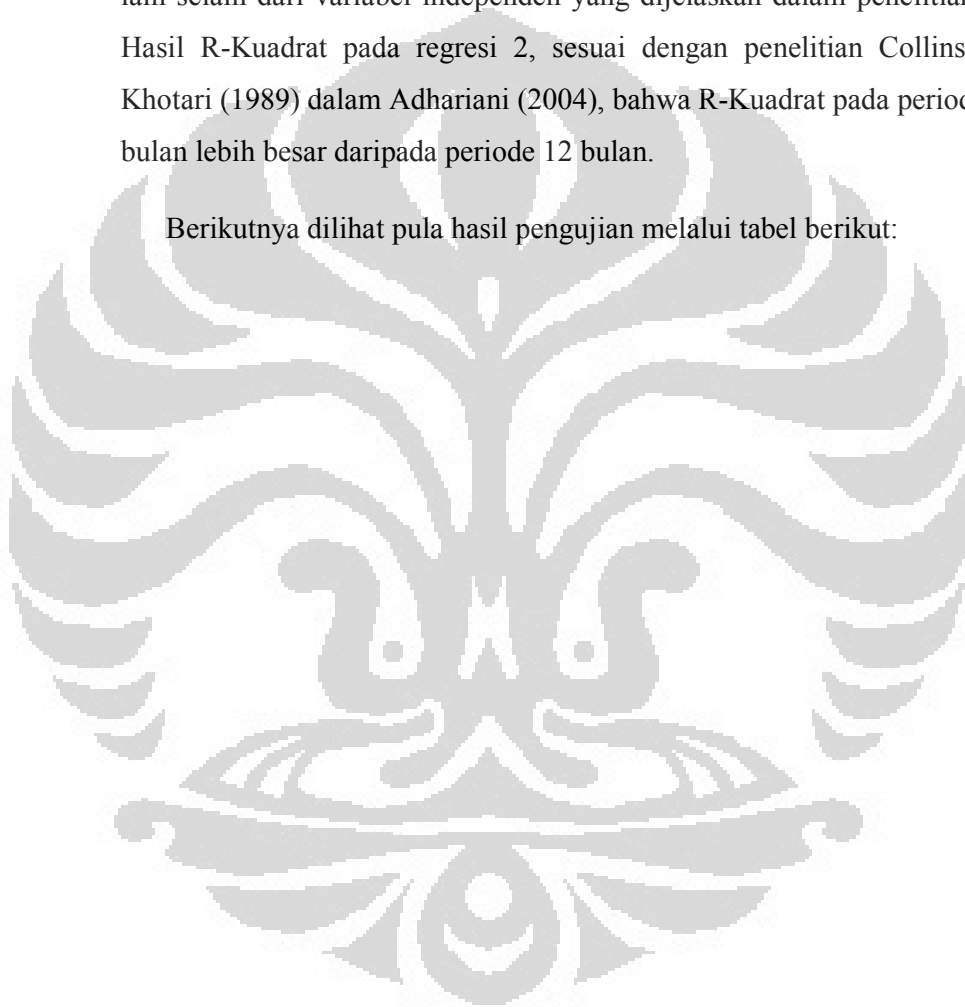 lain selain dari variabel independen yang dijelaskan dalam penelitian
Hasil R-Kuadrat pada regresi 2, sesuai dengan penelitian Collins
Khotari (1989) dalam Adhariani (2004), bahwa R-Kuadrat pada period
bulan lebih besar daripada periode 12 bulan.
Berikutnya dilihat pula hasil pengujian melalui tabel berikut: